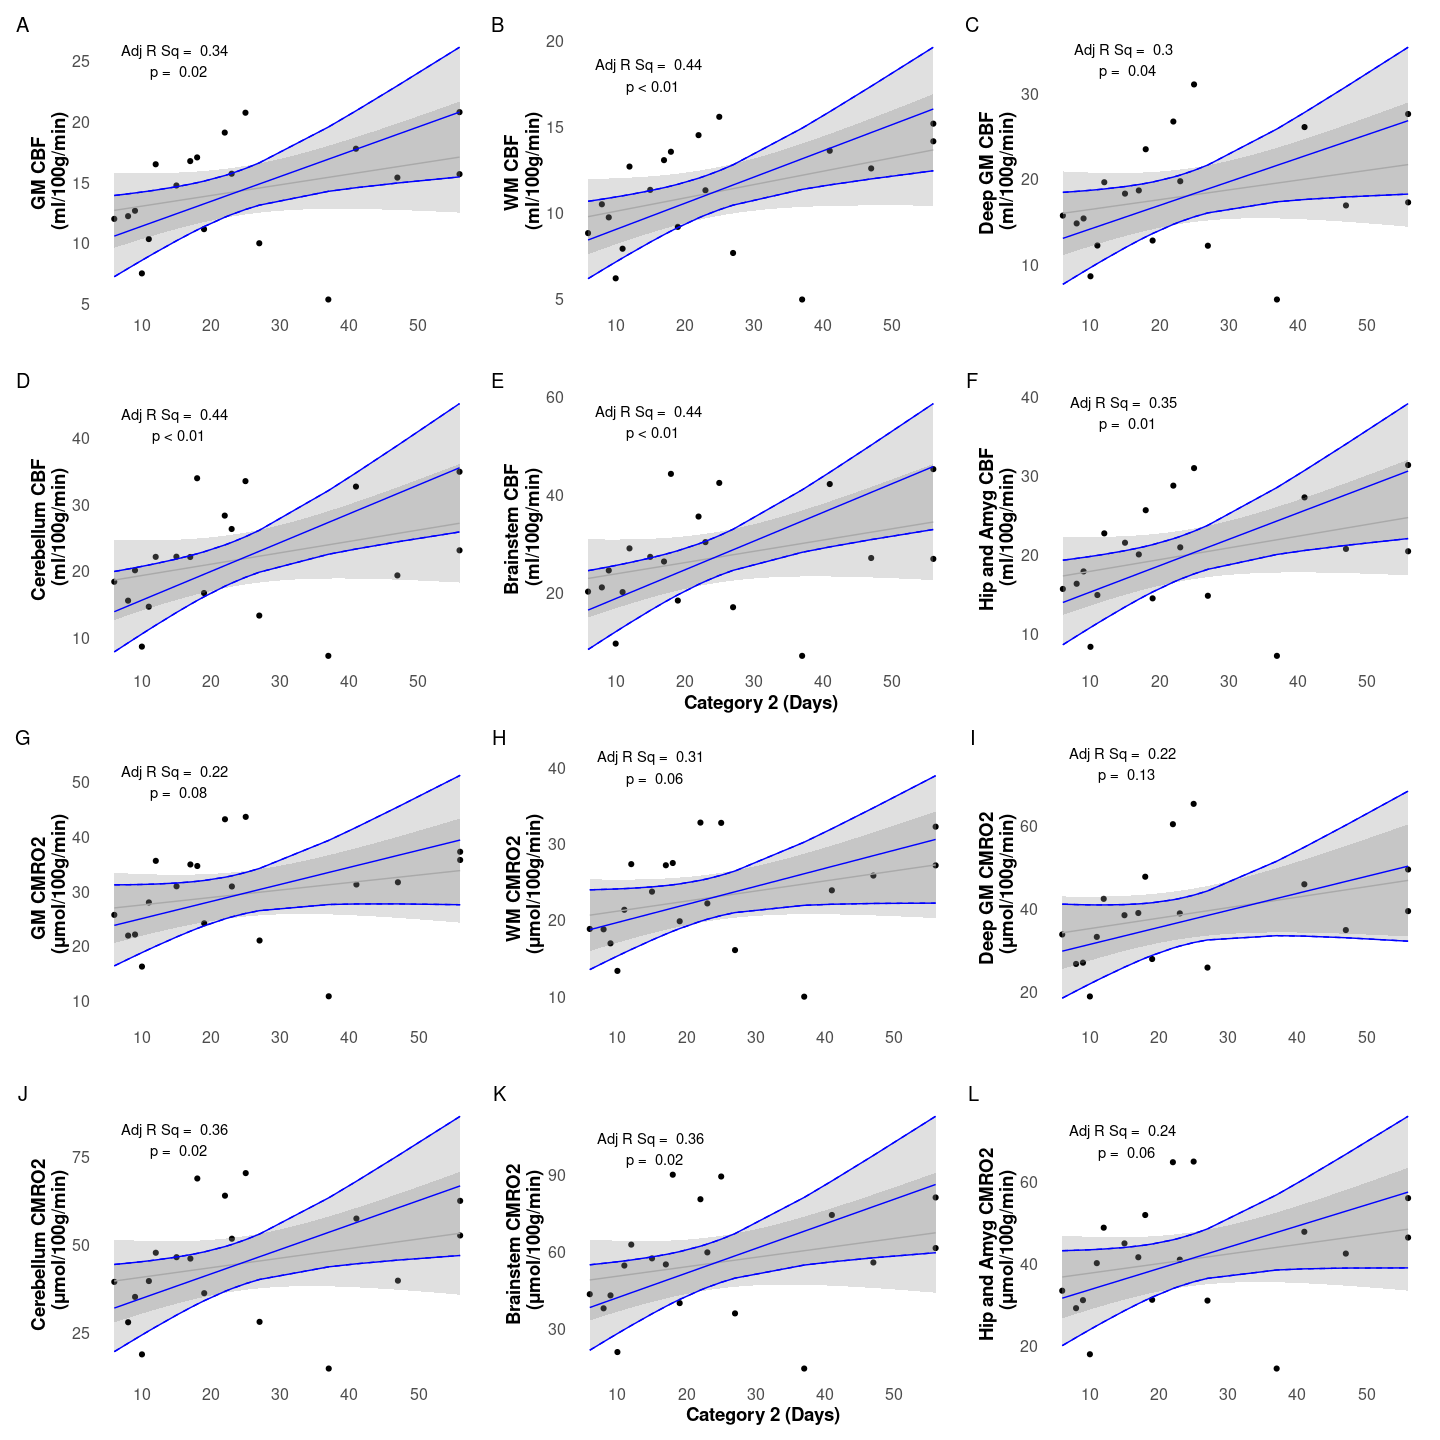 A
Adj R Sq = 0.34
p = 0.02
GM CBF
(ml/100g/min)
25
20
15
10
5
10 20 30 40 50
B
Adj R Sq = 0.44
p < 0.01
WM CBF
(ml/100g/min)
20
15
10
5
10 20 30 40 50
C
Adj R Sq = 0.3
p = 0.04
Deep GM CBF
(ml/100g/min)
30
20
10
10 20 30 40 50
D
Adj R Sq = 0.44
p < 0.01
Cerebellum CBF
(ml/100g/min)
40
30
20
10
10 20 30 40 50
E
Adj R Sq = 0.44
p < 0.01
Brainstem CBF
(ml/100g/min)
60
40
20
10 20 30 40 50
Category 2 (Days)
F
Adj R Sq = 0.35
p = 0.01
Hip and Amyg CBF
(ml/100g/min)
40
30
20
10
10 20 30 40 50
G
Adj R Sq = 0.22
p = 0.08
GM CMRO2
(µmol/100g/min)
50
40
30
20
10
10 20 30 40 50
H
Adj R Sq = 0.31
p = 0.06
WM CMRO2
(µmol/100g/min)
40
30
20
10
10 20 30 40 50
I
Adj R Sq = 0.22
p = 0.13
Deep GM CMRO2
(µmol/100g/min)
60
40
20
10 20 30 40 50
J
Adj R Sq = 0.36
p = 0.02
Cerebellum CMRO2
(µmol/100g/min)
75
50
25
10 20 30 40 50
K
Adj R Sq = 0.36
p = 0.02
Brainstem CMRO2
(µmol/100g/min)
90
60
30
10 20 30 40 50
Category 2 (Days)
L
Adj R Sq = 0.24
p = 0.06
Hip and Amyg CMRO2
(µmol/100g/min)
60
40
20
10 20 30 40 50